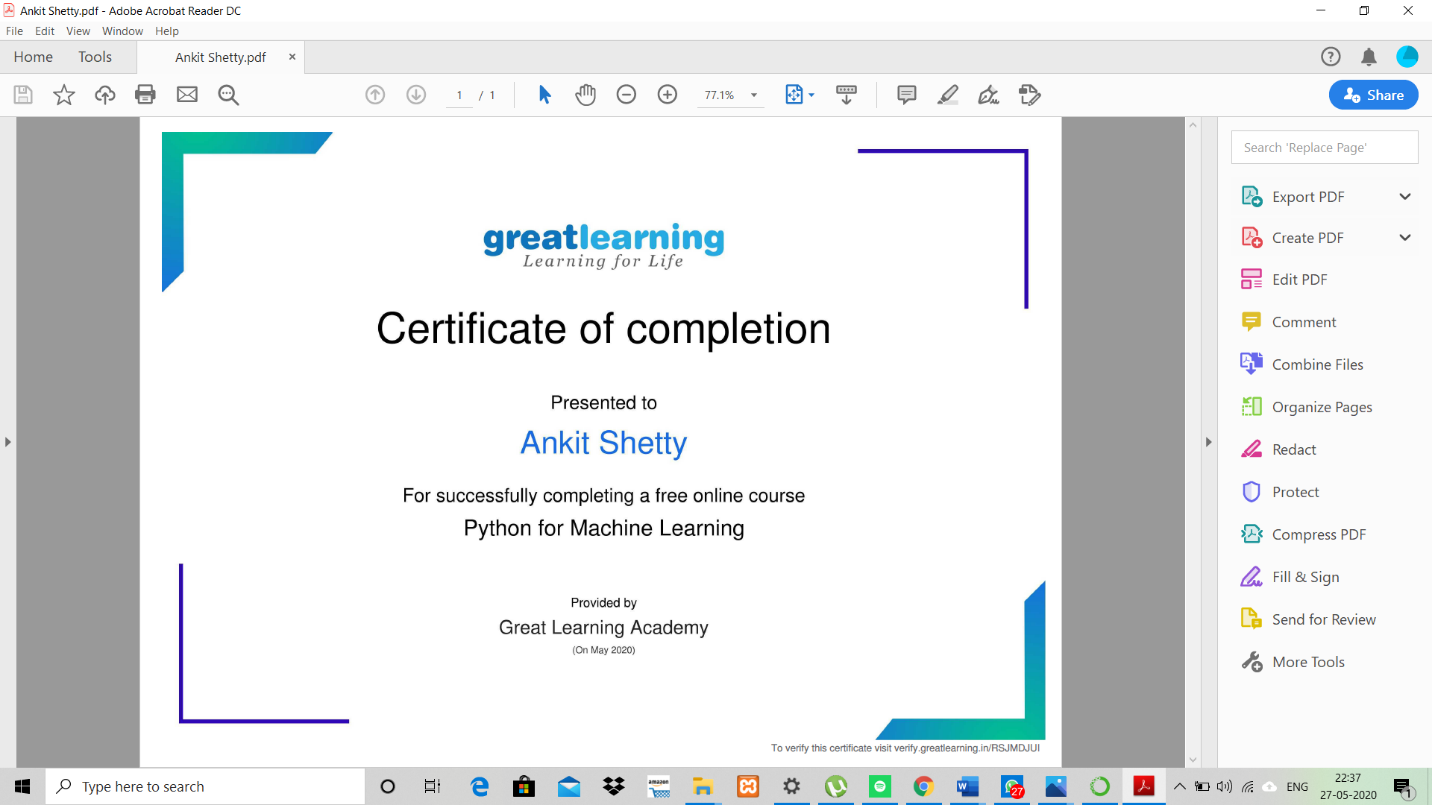 Ankit Shetty.pdf - Adobe Acrobat Reader DC
File Edit View Window Help
Home Tools Ankit Shetty.pdf
1 / 1 77.1% Share
Search 'Replace Page'
Export PDF
Create PDF
Edit PDF
Comment
Combine Files
Organize Pages
Redact
Protect
Compress PDF
Fill & Sign
Send for Review
More Tools
greatlearning
Learning for Life
Certificate of completion
Presented to
Ankit Shetty
For successfully completing a free online course
Python for Machine Learning
Provided by
Great Learning Academy
(On May 2020)
To verify this certificate visit verify.greatlearning.in/RSJMDJUI
Type here to search
amazon
27
ENG
22:37
27-05-2020
1